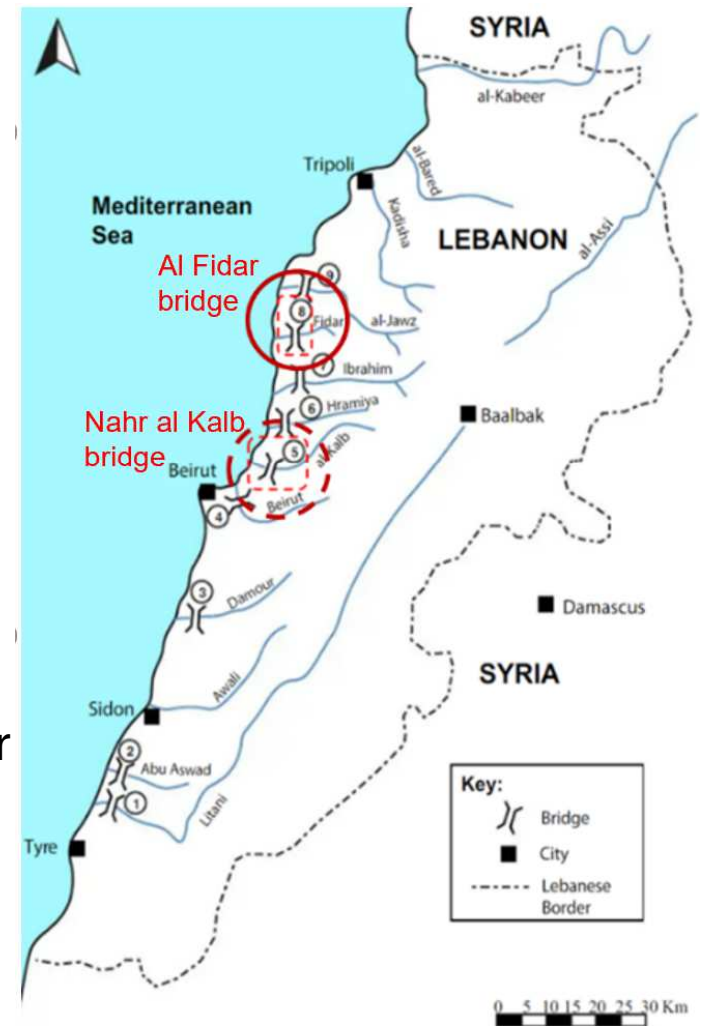 SYRIA
al-Kabeer
Tripoli
al-Bared
Kadisha
Mediterranean
Sea
LEBANON
al-Assi
Al Fidar
bridge
9
8
Fidar
al-Jawz
7
Ibrahim
6
Hramiya
Baalbak
Nahr al Kalb
bridge
5
al-Kalb
Beirut
4
Beirut
3
Damour
Damascus
SYRIA
Awali
Sidon
r
2
Abu Aswad
1
Litani
Tyre
Key:
Bridge
City
Lebanese
Border
0 5 10 15 20 25 30 Km